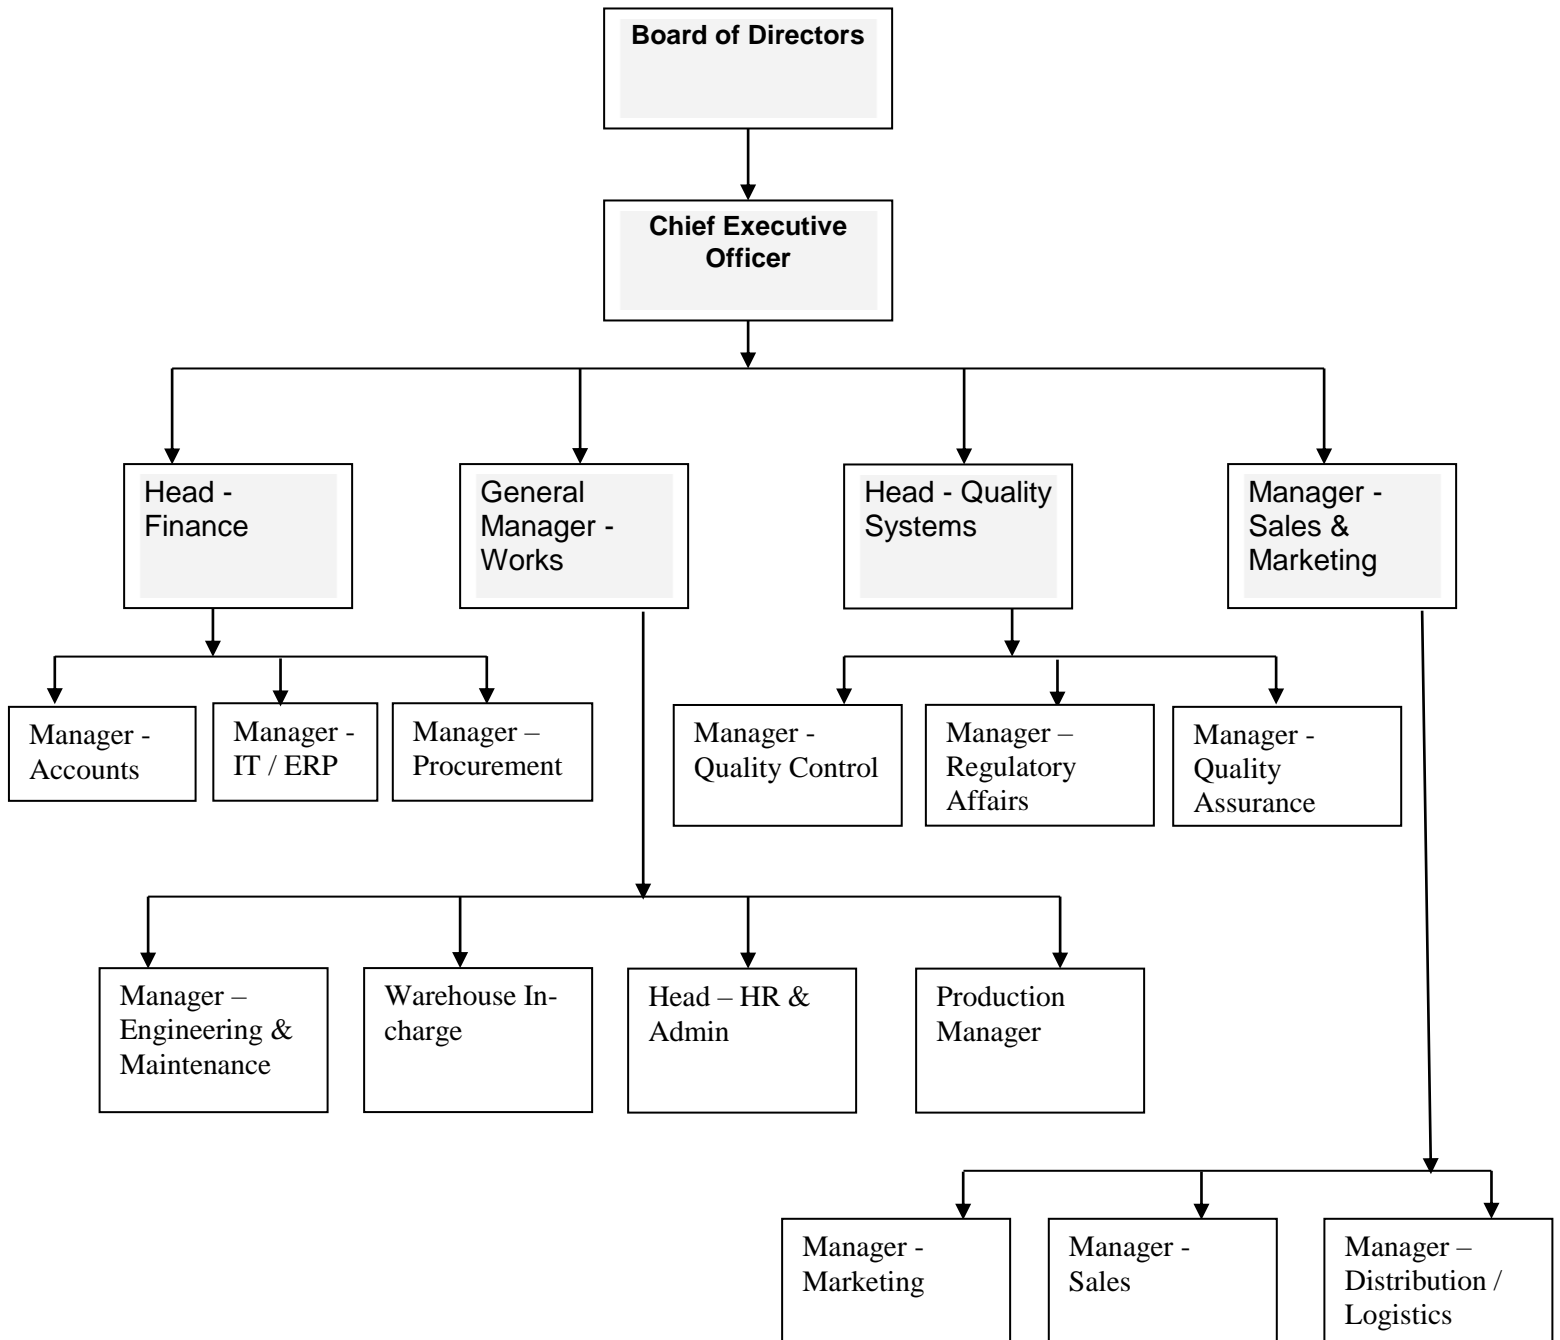 Board of Directors
Chief Executive
Officer
Head -
Finance
General
Manager -
Works
Head - Quality
Systems
Manager -
Sales &
Marketing
Manager -
Accounts
Manager -
IT / ERP
Manager –
Procurement
Manager -
Quality Control
Manager –
Regulatory
Affairs
Manager -
Quality
Assurance
Manager –
Engineering &
Maintenance
Warehouse In-
charge
Head – HR &
Admin
Production
Manager
Manager -
Marketing
Manager -
Sales
Manager –
Distribution /
Logistics